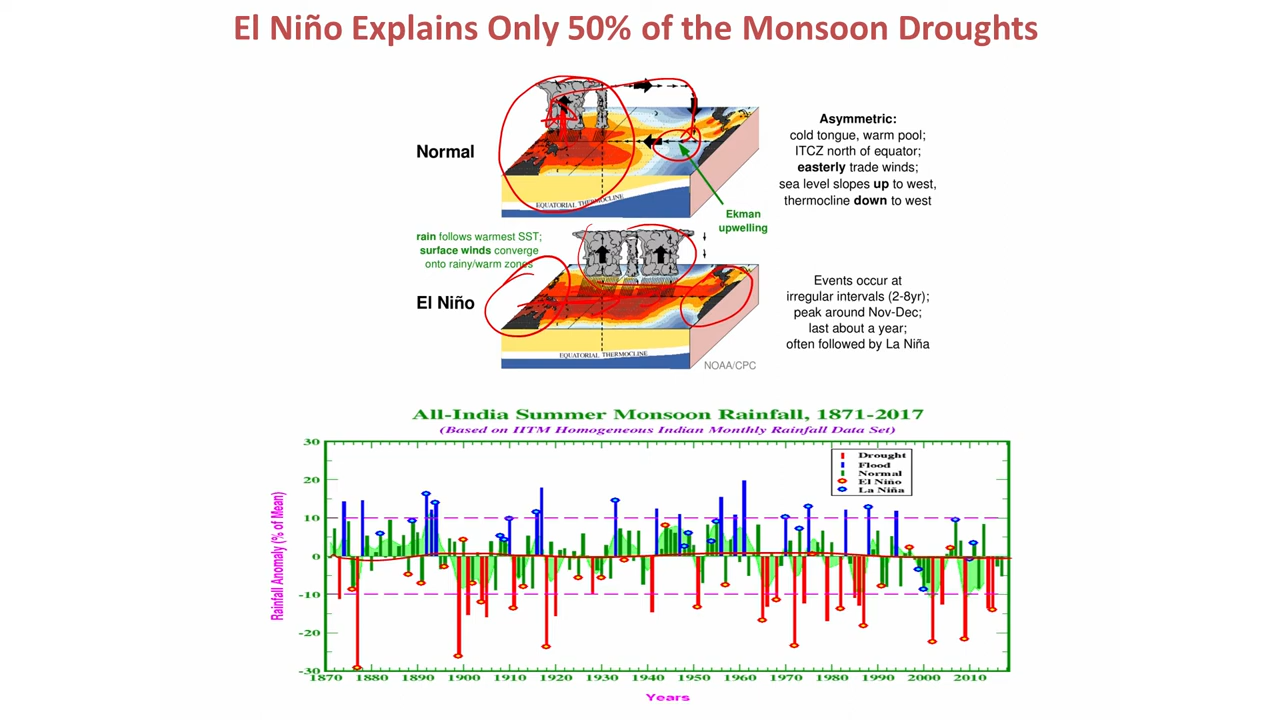 El Niño Explains Only 50% of the Monsoon Droughts
Normal
EQUATORIAL THERMOCLINE
Asymmetric:
cold tongue, warm pool;
ITCZ north of equator;
easterly trade winds;
sea level slopes up to west,
thermocline down to west
Ekman
upwelling
rain follows warmest SST;
surface winds converge
onto rainy/warm zones
El Niño
EQUATORIAL THERMOCLINE
NOAA/CPC
Events occur at
irregular intervals (2-8yr);
peak around Nov-Dec;
last about a year;
often followed by La Niña
All-India Summer Monsoon Rainfall, 1871-2017
(Based on IITM Homogeneous Indian Monthly Rainfall Data Set)
Rainfall Anomaly (% of Mean)
30
20
10
0
-10
-20
-30
Drought
Flood
Normal
El Niño
La Niña
1870 1880 1890 1900 1910 1920 1930 1940 1950 1960 1970 1980 1990 2000 2010
Years